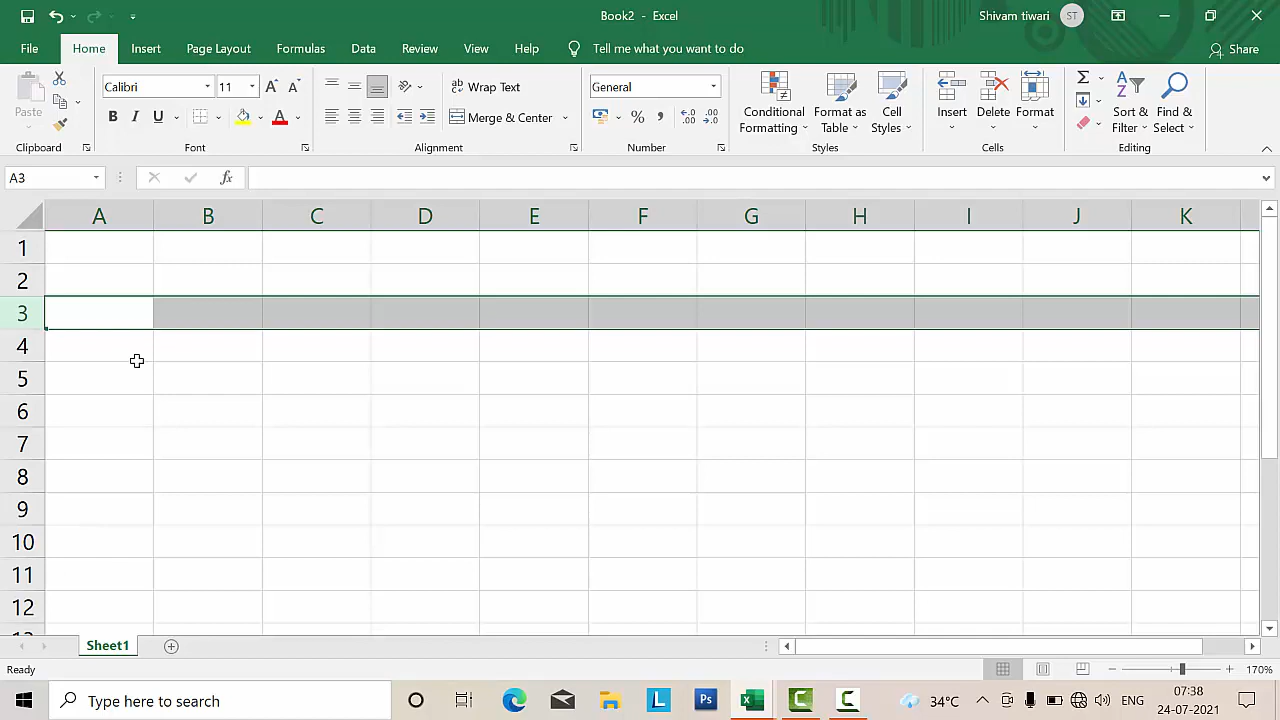 Book2 - Excel
Shivam tiwari ST
File Home Insert Page Layout Formulas Data Review View Help Tell me what you want to do Share
Paste
Calibri 11 A A
B I U A
ab Wrap Text
Merge & Center
General
% , .00
Conditional Formatting
Format as Table
Cell Styles
Insert Delete Format
Sort & Filter
Find & Select
Clipboard Font Alignment Number Styles Cells Editing
A3 fx
A B C D E F G H I J K
1
2
3
4
5
6
7
8
9
10
11
12
Sheet1
Ready 170%
Type here to search 34°C ENG 07:38
24-07-2021